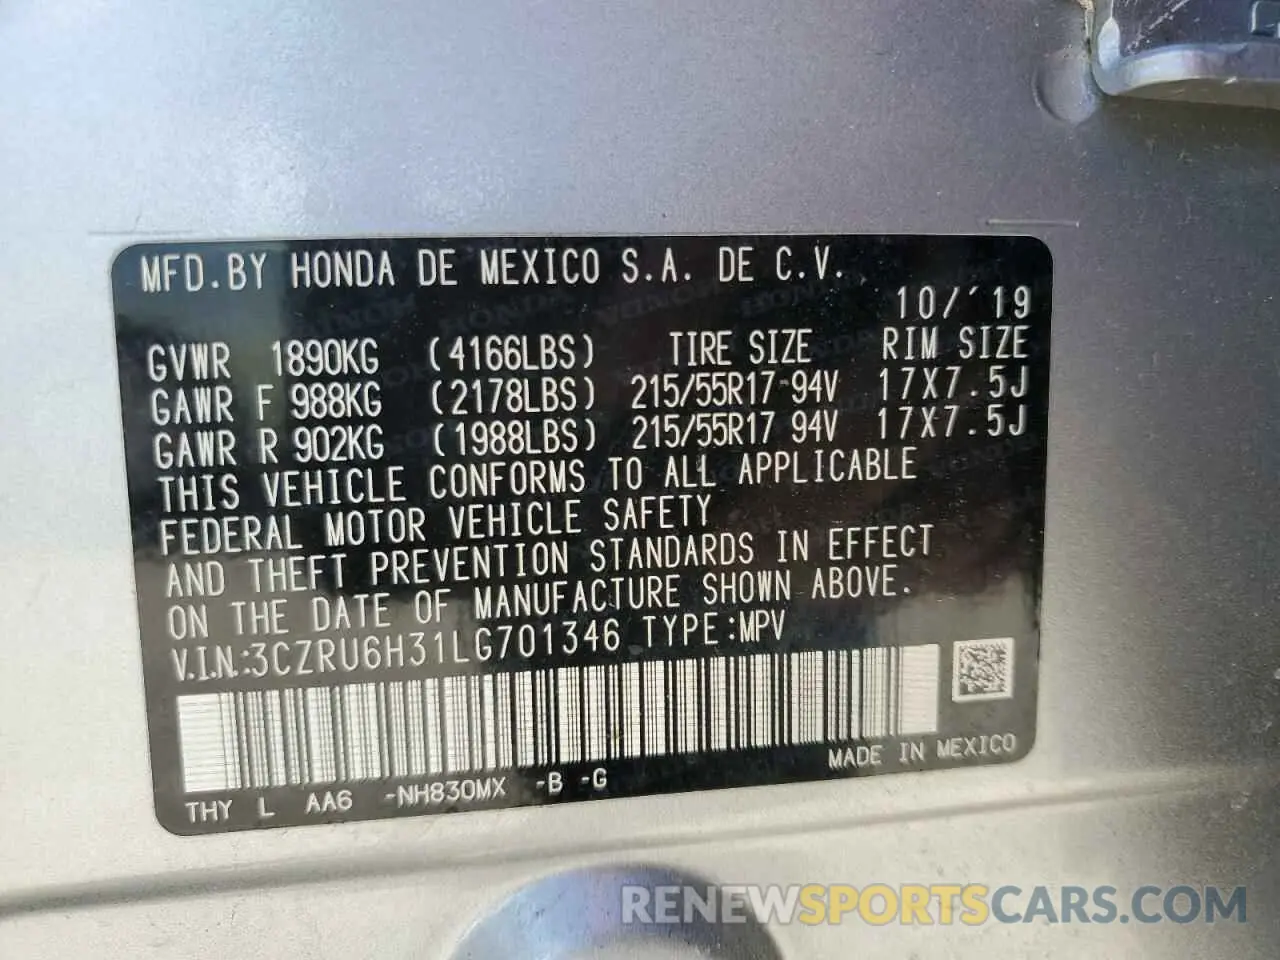 MFD.BY HONDA DE MEXICO S.A. DE C.V.
10/´19
GVWR 1890KG (4166LBS) TIRE SIZE RIM SIZE
GAWR F 988KG (2178LBS) 215/55R17 94V 17X7.5J
GAWR R 902KG (1988LBS) 215/55R17 94V 17X7.5J
THIS VEHICLE CONFORMS TO ALL APPLICABLE
FEDERAL MOTOR VEHICLE SAFETY
AND THEFT PREVENTION STANDARDS IN EFFECT
ON THE DATE OF MANUFACTURE SHOWN ABOVE.
V.I.N.:3CZRU6H31LG701346 TYPE:MPV
MADE IN MEXICO
THY L AA6 -NH830MX -B -G
RENEWSPORTSCARS.COM